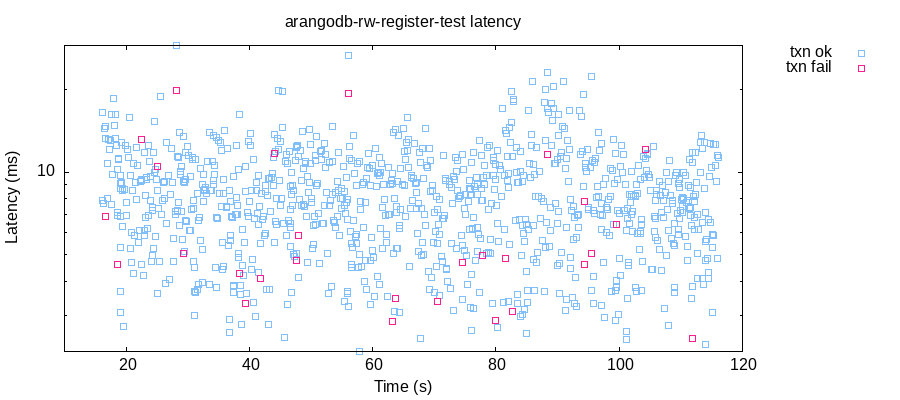 arangodb-rw-register-test latency
txn ok
txn fail
Latency (ms)
10
20
40
60
80
100
120
Time (s)